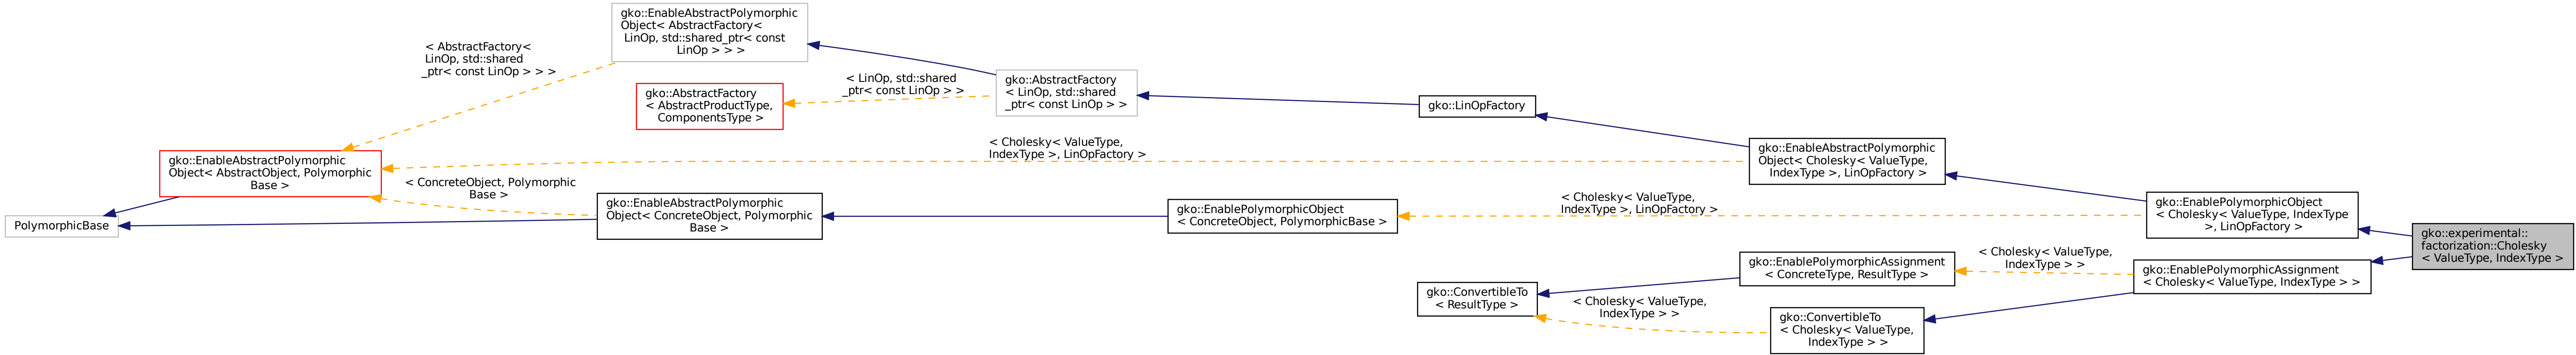 gko::EnableAbstractPolymorphic
Object< AbstractFactory<
LinOp, std::shared_ptr< const
LinOp > > >
< AbstractFactory<
LinOp, std::shared
_ptr< const LinOp > > >
gko::AbstractFactory
< AbstractProductType,
ComponentsType >
< LinOp, std::shared
_ptr< const LinOp > >
gko::AbstractFactory
< LinOp, std::shared
_ptr< const LinOp > >
gko::LinOpFactory
gko::EnableAbstractPolymorphic
Object< AbstractObject, Polymorphic
Base >
< Cholesky< ValueType,
IndexType >, LinOpFactory >
gko::EnableAbstractPolymorphic
Object< Cholesky< ValueType,
IndexType >, LinOpFactory >
< ConcreteObject, Polymorphic
Base >
PolymorphicBase
gko::EnableAbstractPolymorphic
Object< ConcreteObject, Polymorphic
Base >
gko::EnablePolymorphicObject
< ConcreteObject, PolymorphicBase >
< Cholesky< ValueType,
IndexType >, LinOpFactory >
gko::EnablePolymorphicObject
< Cholesky< ValueType, IndexType
>, LinOpFactory >
gko::experimental::
factorization::Cholesky
< ValueType, IndexType >
gko::EnablePolymorphicAssignment
< ConcreteType, ResultType >
< Cholesky< ValueType,
IndexType > >
gko::EnablePolymorphicAssignment
< Cholesky< ValueType, IndexType > >
gko::ConvertibleTo
< ResultType >
< Cholesky< ValueType,
IndexType > >
gko::ConvertibleTo
< Cholesky< ValueType,
IndexType > >